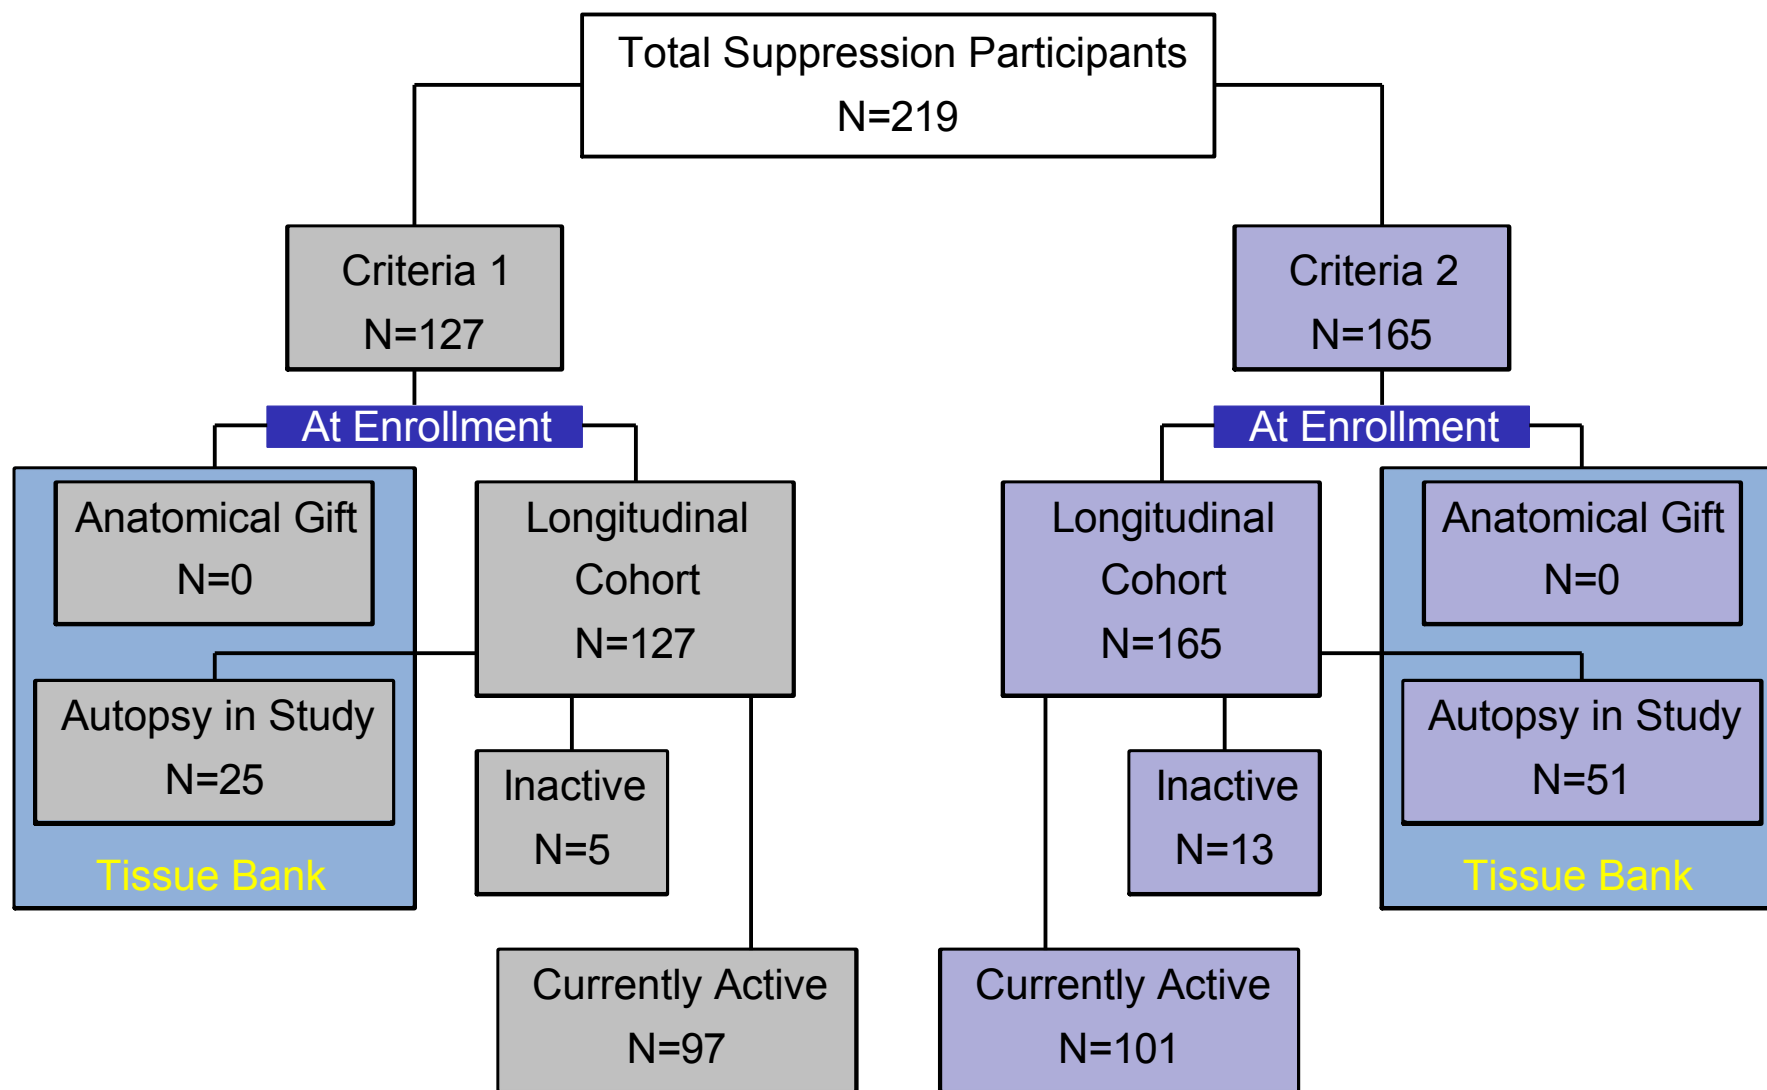 Total Suppression Participants
N=219
Criteria 1
N=127
Criteria 2
N=165
At Enrollment
At Enrollment
Anatomical Gift
N=0
Longitudinal
Cohort
N=127
Longitudinal
Cohort
N=165
Anatomical Gift
N=0
Autopsy in Study
N=25
Inactive
N=5
Inactive
N=13
Autopsy in Study
N=51
Tissue Bank
Tissue Bank
Currently Active
N=97
Currently Active
N=101